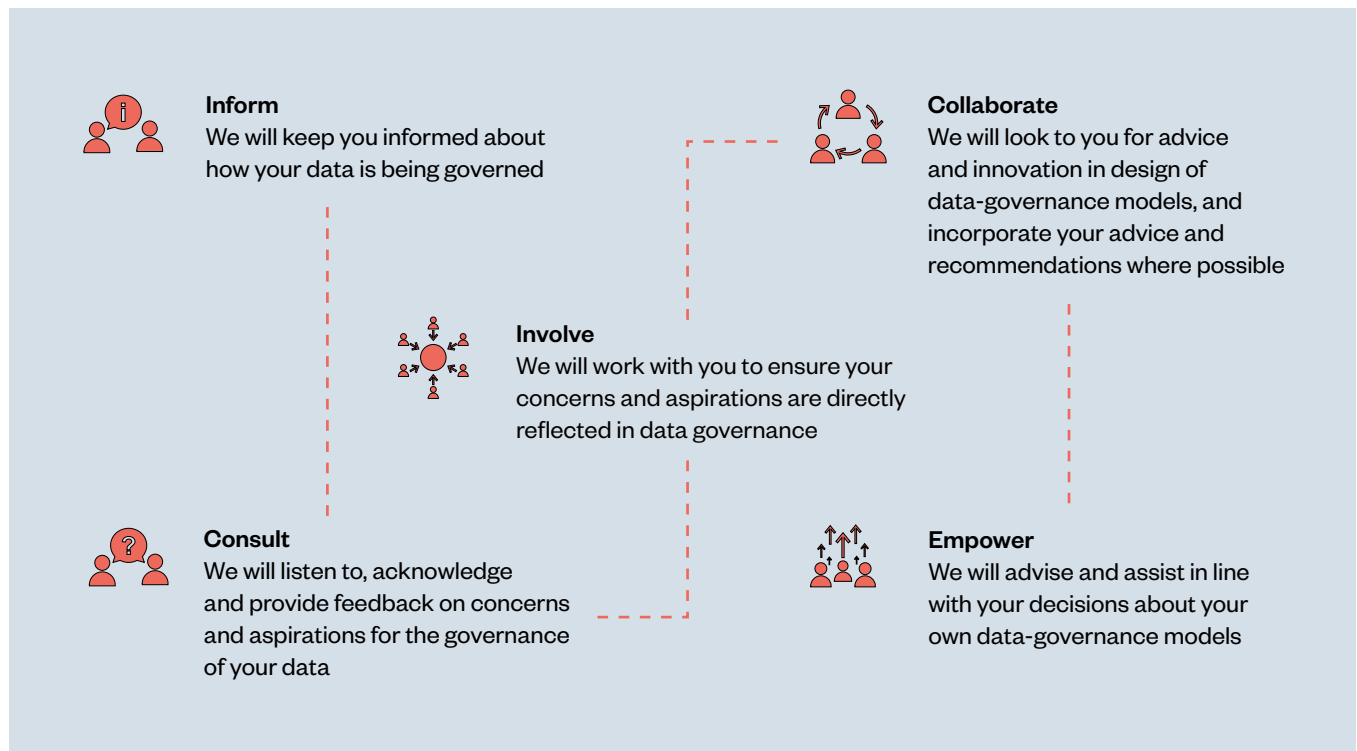 Inform
We will keep you informed about
how your data is being governed
Consult
We will listen to, acknowledge
and provide feedback on concerns
and aspirations for the governance
of your data
Involve
We will work with you to ensure your
concerns and aspirations are directly
reflected in data governance
Collaborate
We will look to you for advice
and innovation in design of
data-governance models, and
incorporate your advice and
recommendations where possible
Empower
We will advise and assist in line
with your decisions about your
own data-governance models